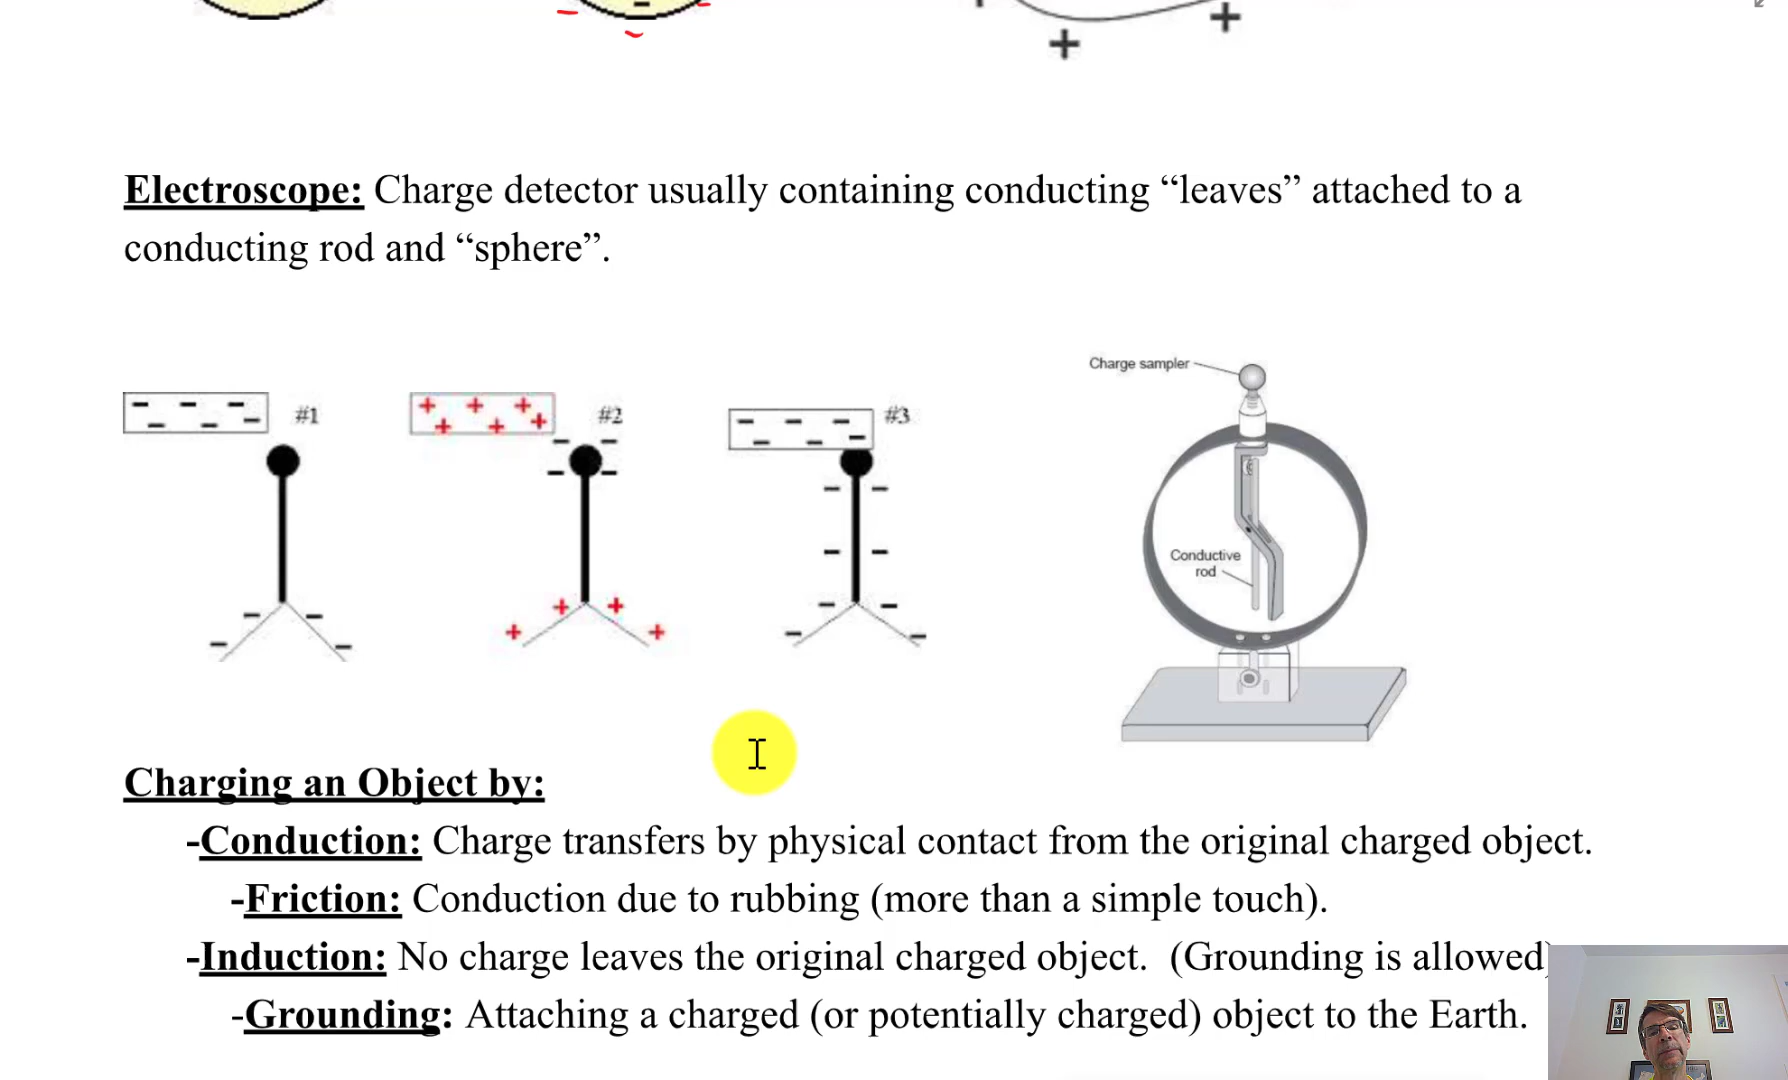 Electroscope: Charge detector usually containing conducting “leaves” attached to a
conducting rod and “sphere”.
Charge sampler
#1
#2
#3
Conductive
rod
Charging an Object by:
-Conduction: Charge transfers by physical contact from the original charged object.
-Friction: Conduction due to rubbing (more than a simple touch).
-Induction: No charge leaves the original charged object. (Grounding is allowed)
-Grounding: Attaching a charged (or potentially charged) object to the Earth.